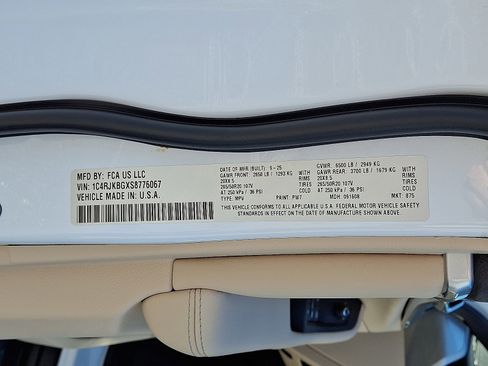 MFD BY: FCA US LLC
VIN: 1C4RJKBGXS8776067
VEHICLE MADE IN: U.S.A.
DATE OF MFR (BUILT): 5 - 25
GVWR: 6500 LB / 2949 KG
GAWR FRONT: 2850 LB / 1293 KG WITH
GAWR REAR: 3700 LB / 1679 KG WITH
20X8.5 RIMS
20X8.5 RIMS
265/50R20 107V TIRES
265/50R20 107V TIRES
AT 250 kPa / 36 PSI COLD
AT 250 kPa / 36 PSI COLD
TYPE: MPV PAINT: PW7 MDH: 051608 MKT: B75
THIS VEHICLE CONFORMS TO ALL APPLICABLE U.S.A. FEDERAL MOTOR VEHICLE SAFETY
STANDARDS IN EFFECT ON THE DATE OF MANUFACTURE SHOWN ABOVE.